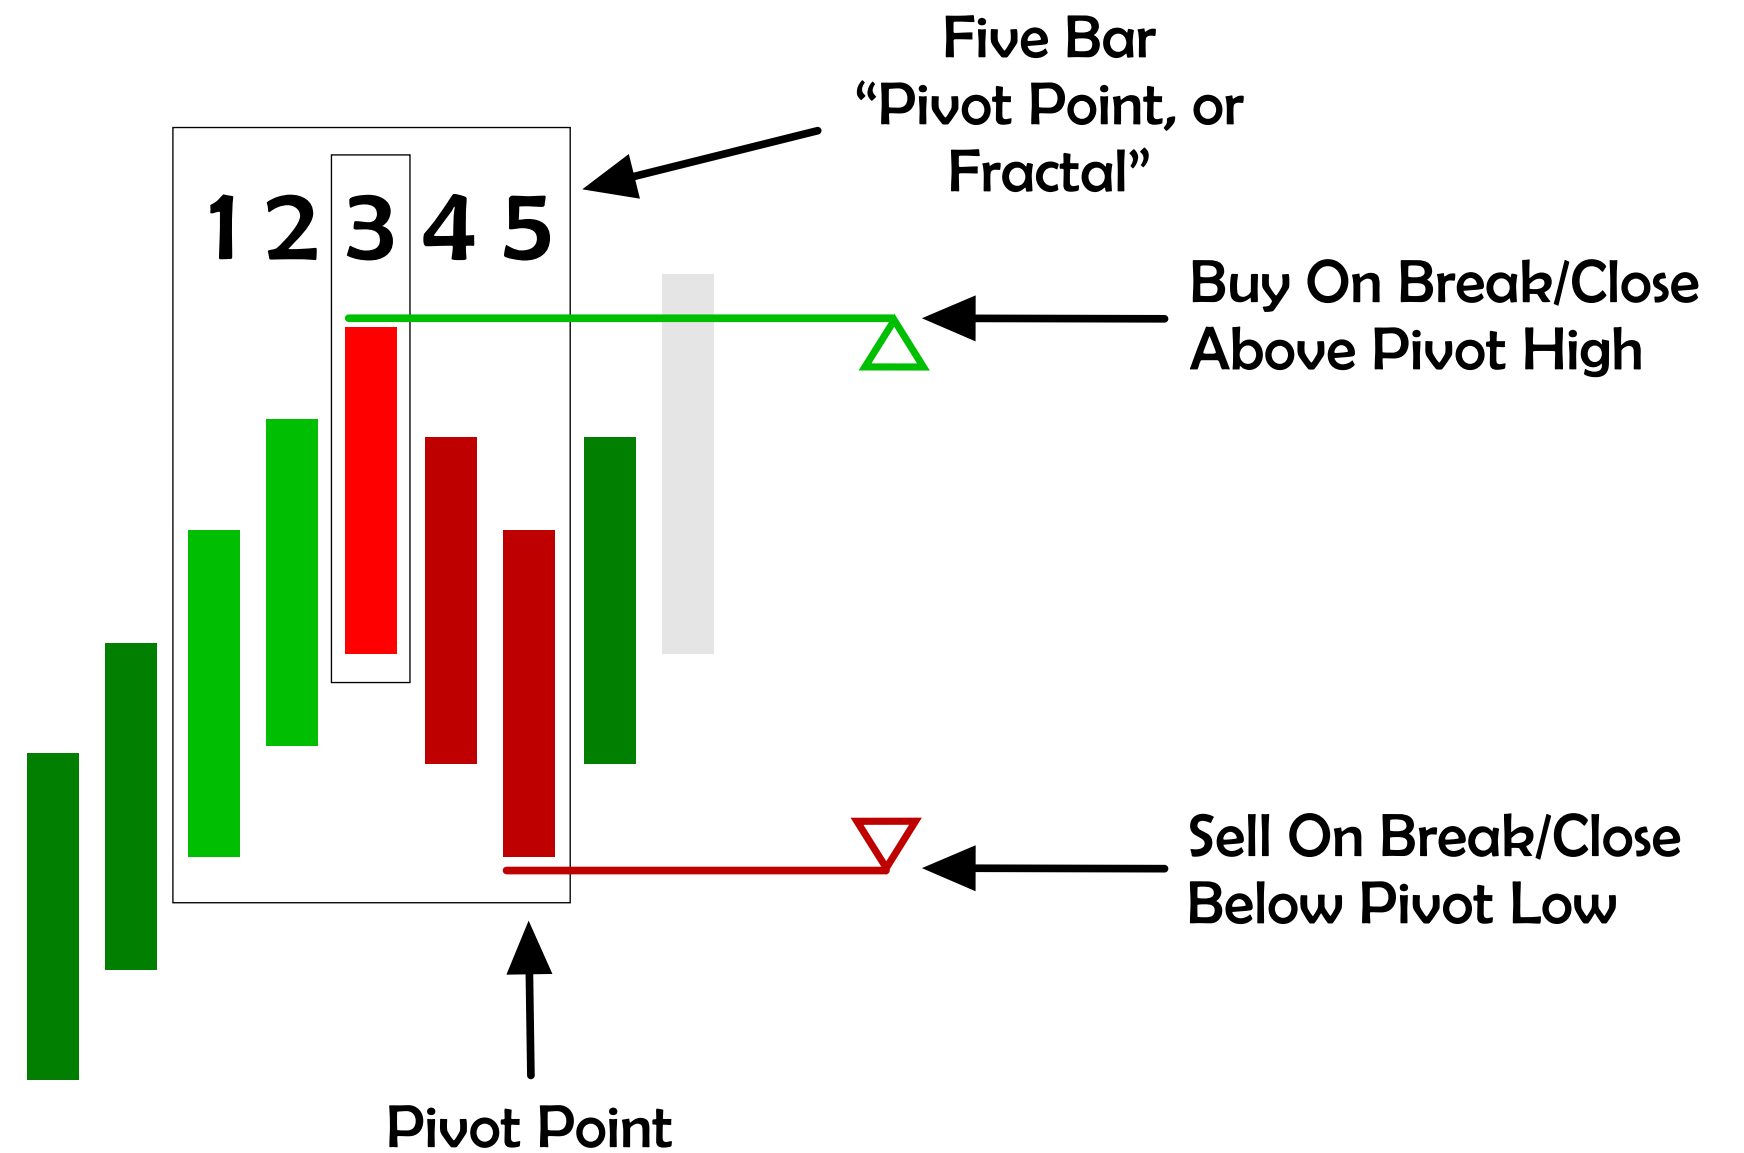 Five Bar
“Pivot Point, or
Fractal”
1 2 3 4 5
Buy On Break/Close
Above Pivot High
Sell On Break/Close
Below Pivot Low
Pivot Point